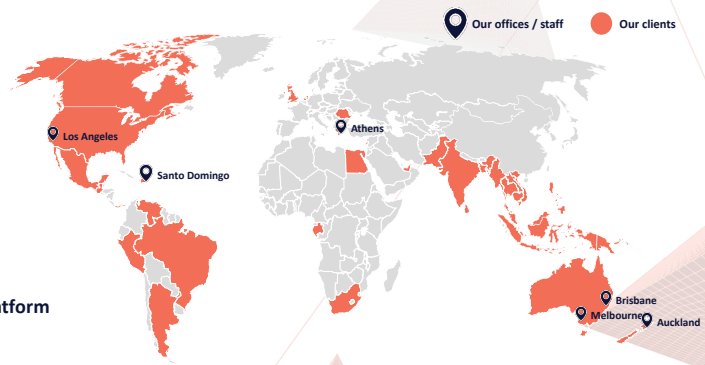 Our offices / staff
Our clients
Los Angeles
Athens
Santo Domingo
Brisbane
Melbourne
Auckland
atform